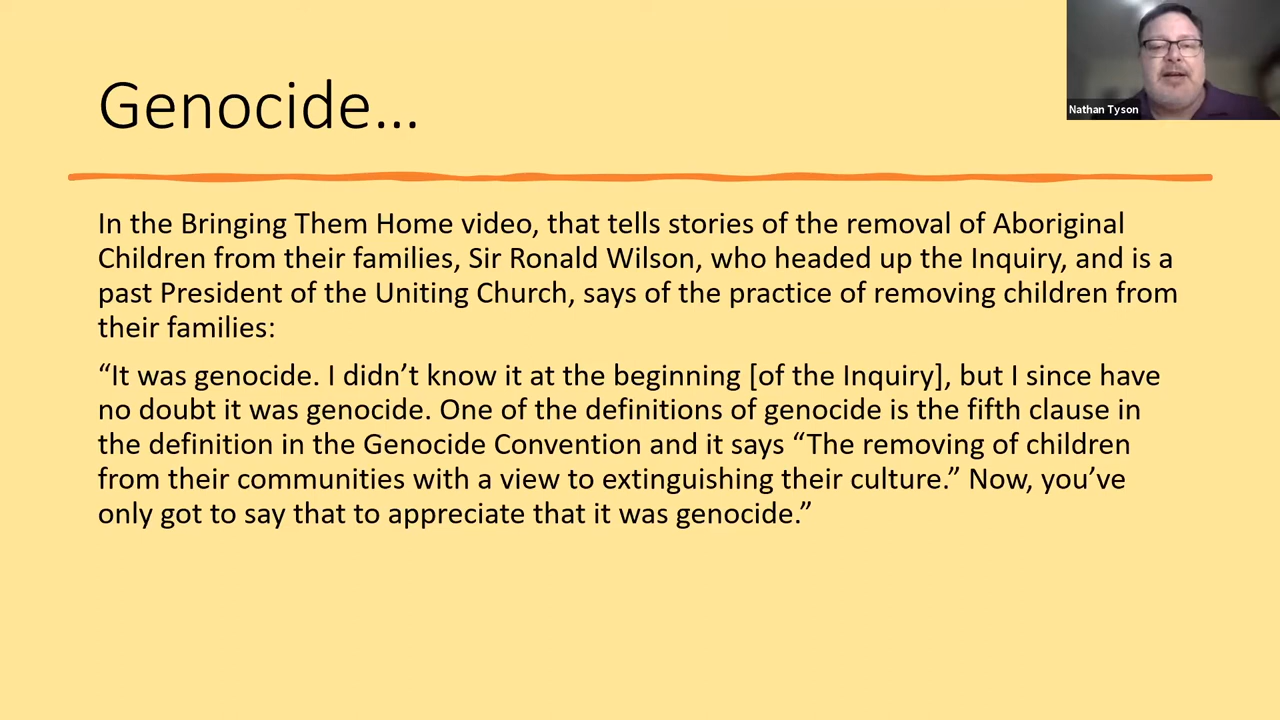 Genocide...
Nathan Tyson
In the Bringing Them Home video, that tells stories of the removal of Aboriginal
Children from their families, Sir Ronald Wilson, who headed up the Inquiry, and is a
past President of the Uniting Church, says of the practice of removing children from
their families:
“It was genocide. I didn’t know it at the beginning [of the Inquiry], but I since have
no doubt it was genocide. One of the definitions of genocide is the fifth clause in
the definition in the Genocide Convention and it says “The removing of children
from their communities with a view to extinguishing their culture.” Now, you’ve
only got to say that to appreciate that it was genocide.”